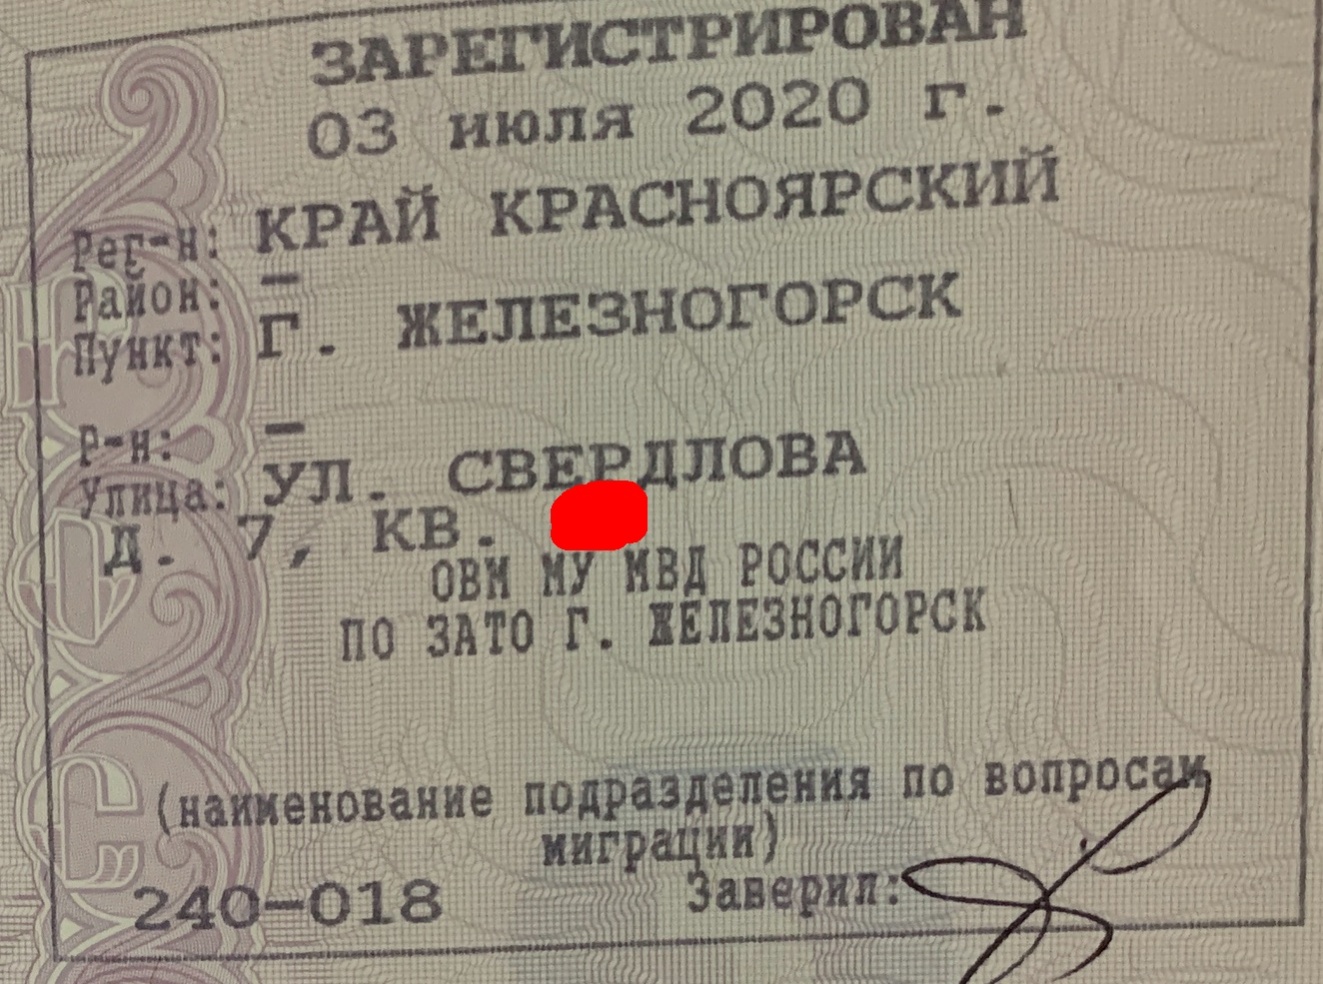 ЗАРЕГИСТРИРОВАН
03 июля 2020 г.
Рег-н: КРАЙ КРАСНОЯРСКИЙ
Район: –
Пункт: Г. ЖЕЛЕЗНОГОРСК
Р-н: –
Улица: УЛ. СВЕРДЛОВА
Д. 7, КВ.
ОВМ МУ МВД РОССИИ
ПО ЗАТО Г. ЖЕЛЕЗНОГОРСК
(наименование подразделения по вопросам
миграции)
240–018 Заверил: